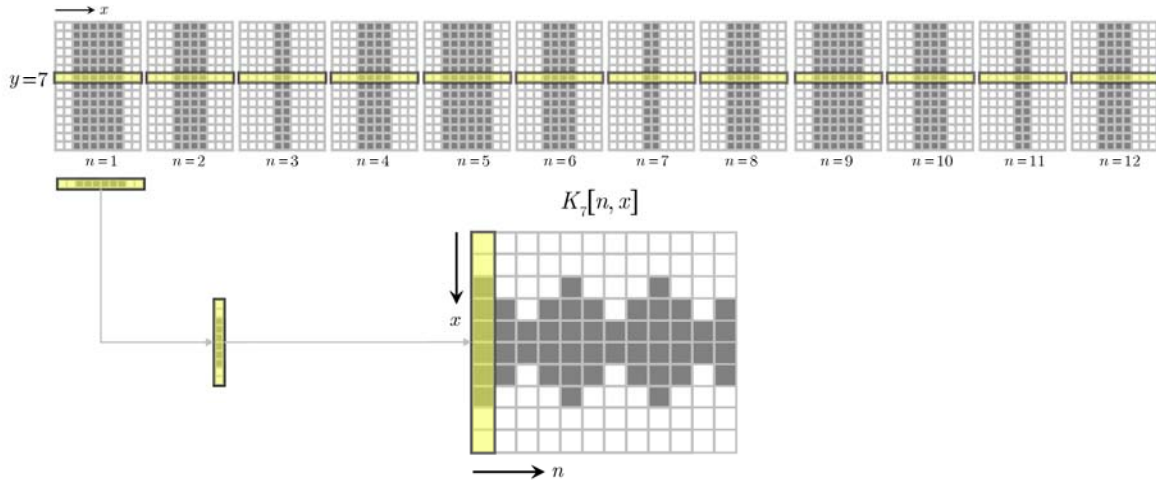 x
y=7
n=1 n=2 n=3 n=4 n=5 n=6 n=7 n=8 n=9 n=10 n=11 n=12
K₇[n, x]
x
n